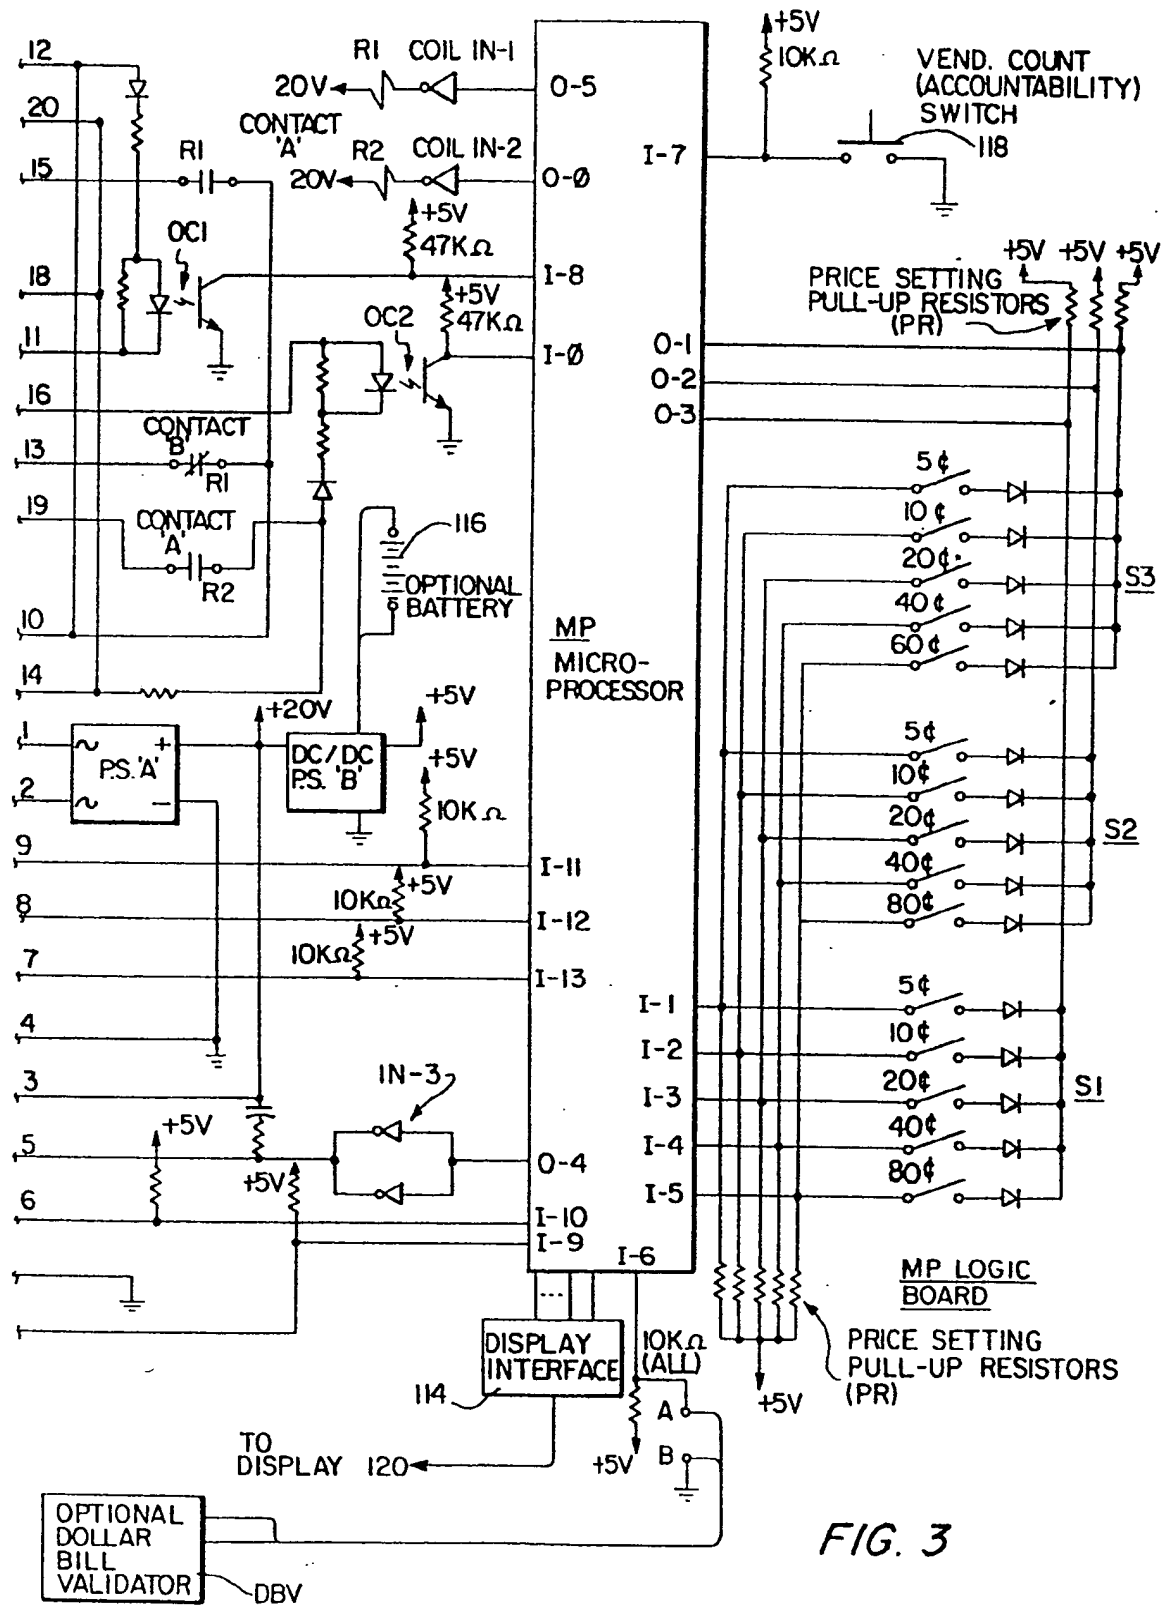 12
20
15
18
11
16
13
19
10
14
1
2
9
8
7
4
3
5
6
R1
COIL IN-1
20V
O-5
CONTACT
'A'
R2
COIL IN-2
20V
O-Ø
R1
OC1
+5V
47KΩ
I-8
+5V
47KΩ
OC2
I-Ø
CONTACT
'B'
R1
CONTACT
'A'
R2
116
OPTIONAL
BATTERY
MP
MICRO-
PROCESSOR
+20V
+5V
P.S. 'A'
+
−
DC/DC
P.S. 'B'
+5V
10KΩ
I-11
+5V
10KΩ
I-12
+5V
10KΩ
I-13
IN-3
+5V
O-4
+5V
I-10
I-9
I-6
+5V
10KΩ
VEND. COUNT
(ACCOUNTABILITY)
SWITCH
I-7
118
+5V +5V +5V
PRICE SETTING
PULL-UP RESISTORS
(PR)
O-1
O-2
O-3
5¢
10¢
20¢
40¢
60¢
S3
5¢
10¢
20¢
40¢
80¢
S2
I-1
5¢
I-2
10¢
I-3
20¢
S1
I-4
40¢
I-5
80¢
MP LOGIC
BOARD
PRICE SETTING
PULL-UP RESISTORS
(PR)
+5V
...
DISPLAY
INTERFACE
114
10KΩ
(ALL)
A
B
+5V
TO
DISPLAY 120
OPTIONAL
DOLLAR
BILL
VALIDATOR
DBV
FIG. 3